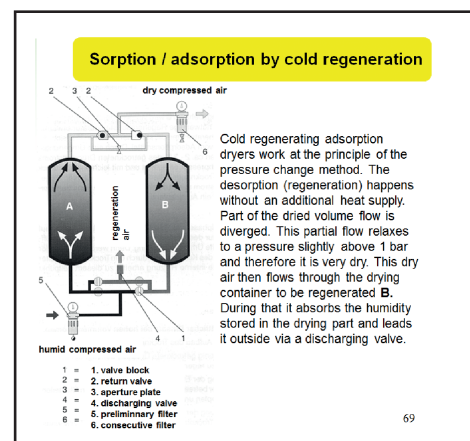 Sorption / adsorption by cold regeneration
2 3 2 dry compressed air
6
A
B
regeneration
air
5
4 1
humid compressed air
1 = 1. valve block
2 = 2. return valve
3 = 3. aperture plate
4 = 4. discharging valve
5 = 5. preliminnary filter
6 = 6. consecutive filter
Cold regenerating adsorption
dryers work at the principle of the
pressure change method. The
desorption (regeneration) happens
without an additional heat supply.
Part of the dried volume flow is
diverged. This partial flow relaxes
to a pressure slightly above 1 bar
and therefore it is very dry. This dry
air then flows through the drying
container to be regenerated B.
During that it absorbs the humidity
stored in the drying part and leads
it outside via a discharging valve.
69